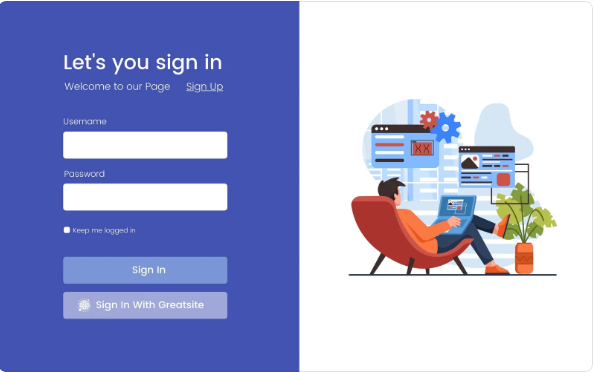 Let's you sign in
Welcome to our Page Sign Up
Username
Password
Keep me logged in
Sign In
Sign In With Greatsite